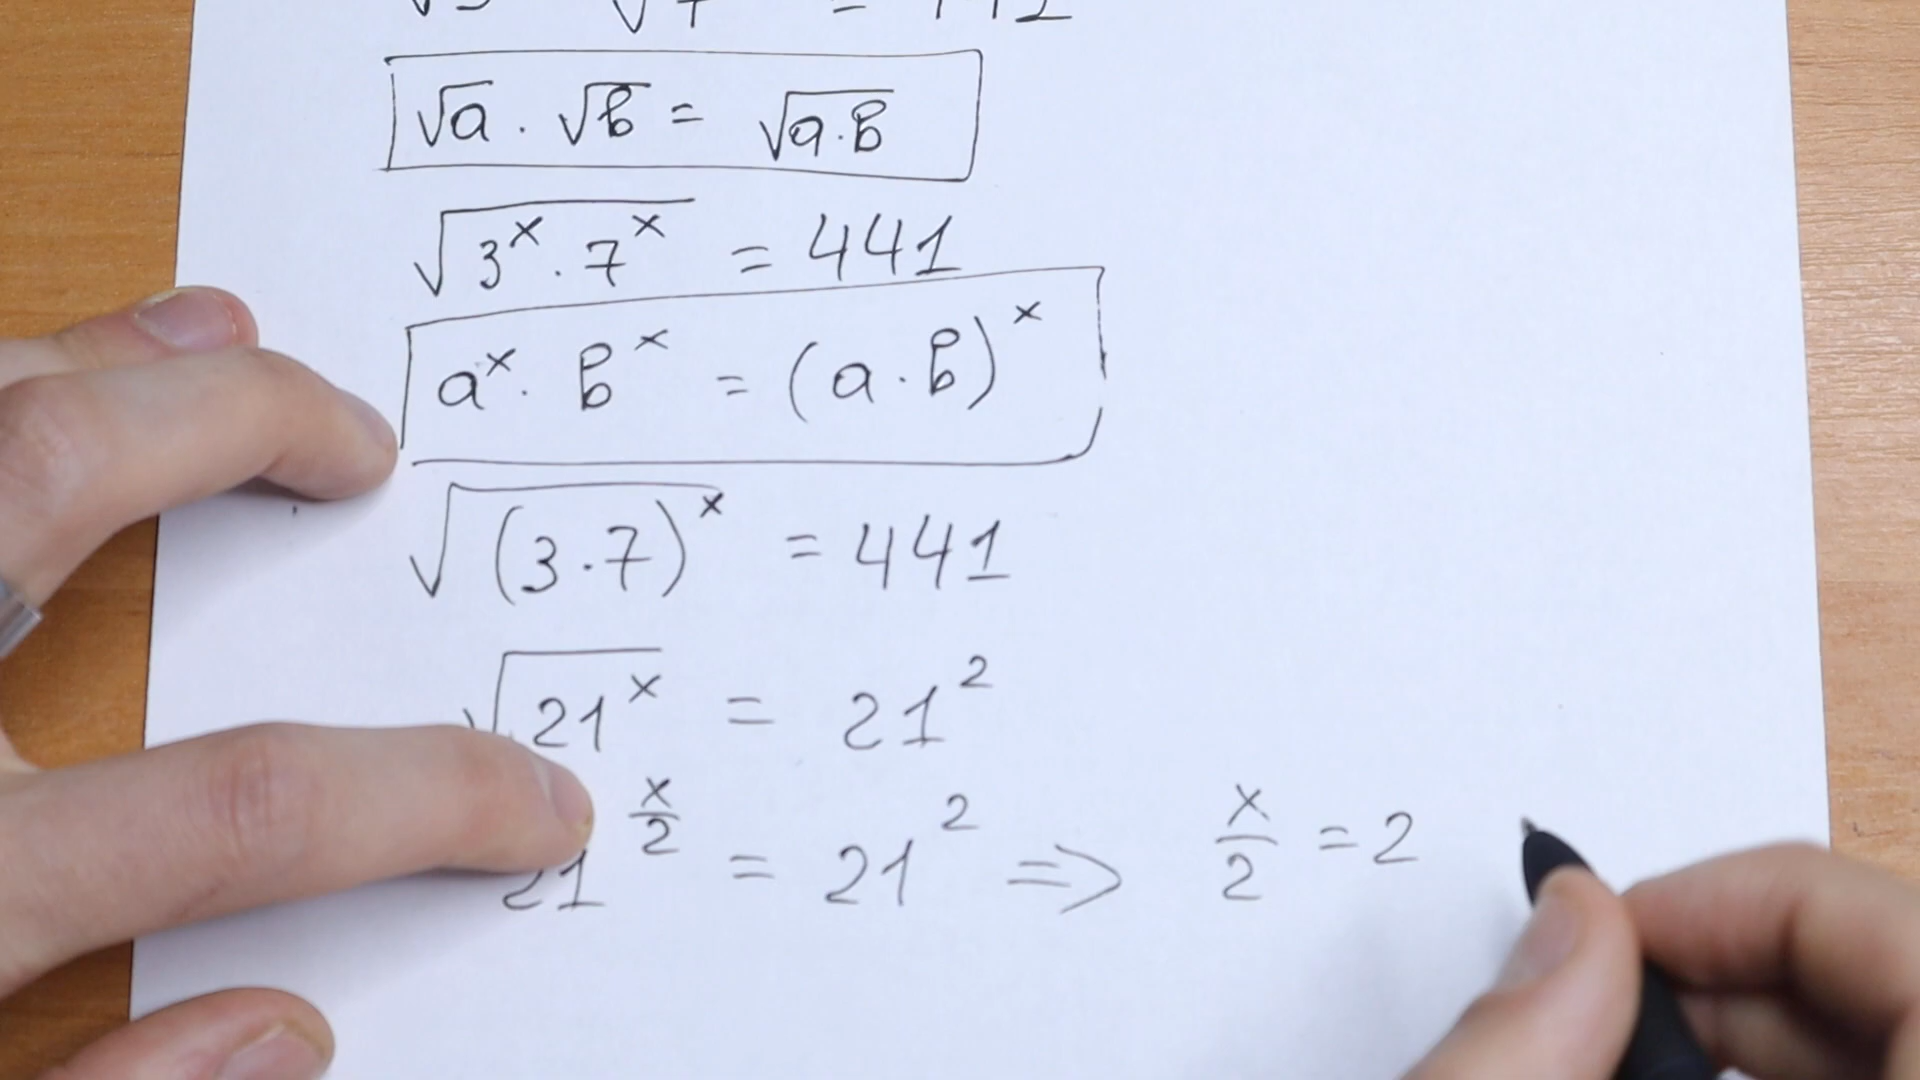 √a · √b = √a·b
√3^x · 7^x = 441
a^x · b^x = (a · b)^x
√(3·7)^x = 441
√21^x = 21^2
21^x/2 = 21^2 => x/2 = 2